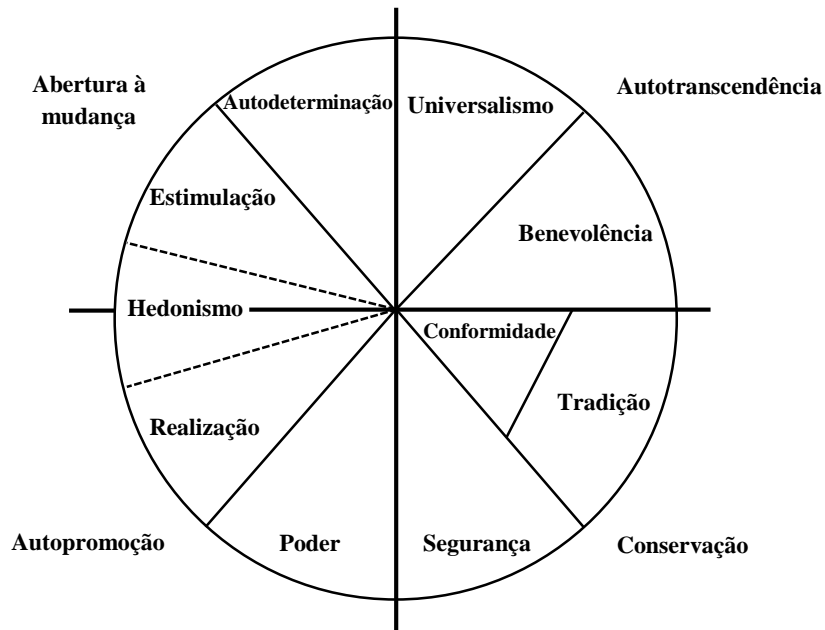 Abertura à
mudança
Autodeterminação
Universalismo
Autotranscendência
Estimulação
Benevolência
Hedonismo
Conformidade
Tradição
Realização
Autopromoção
Poder
Segurança
Conservação